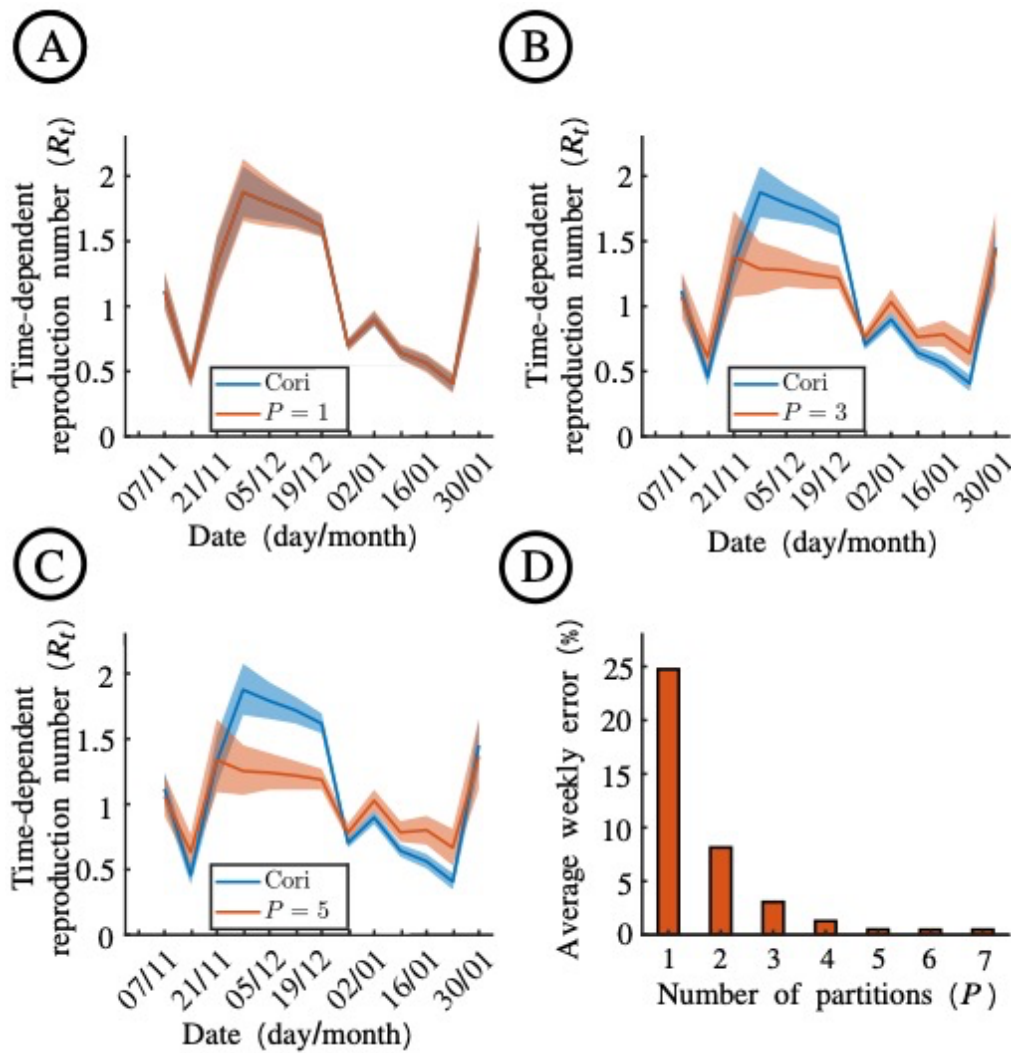 A
Time-dependent
reproduction number (Rₜ)
2
1.5
1
0.5
0
Cori
P = 1
07/11
21/11
05/12
19/12
02/01
16/01
30/01
Date (day/month)
B
Time-dependent
reproduction number (Rₜ)
2
1.5
1
0.5
0
Cori
P = 3
07/11
21/11
05/12
19/12
02/01
16/01
30/01
Date (day/month)
C
Time-dependent
reproduction number (Rₜ)
2
1.5
1
0.5
0
Cori
P = 5
07/11
21/11
05/12
19/12
02/01
16/01
30/01
Date (day/month)
D
Average weekly error (%)
25
20
15
10
5
0
1 2 3 4 5 6 7
Number of partitions (P)